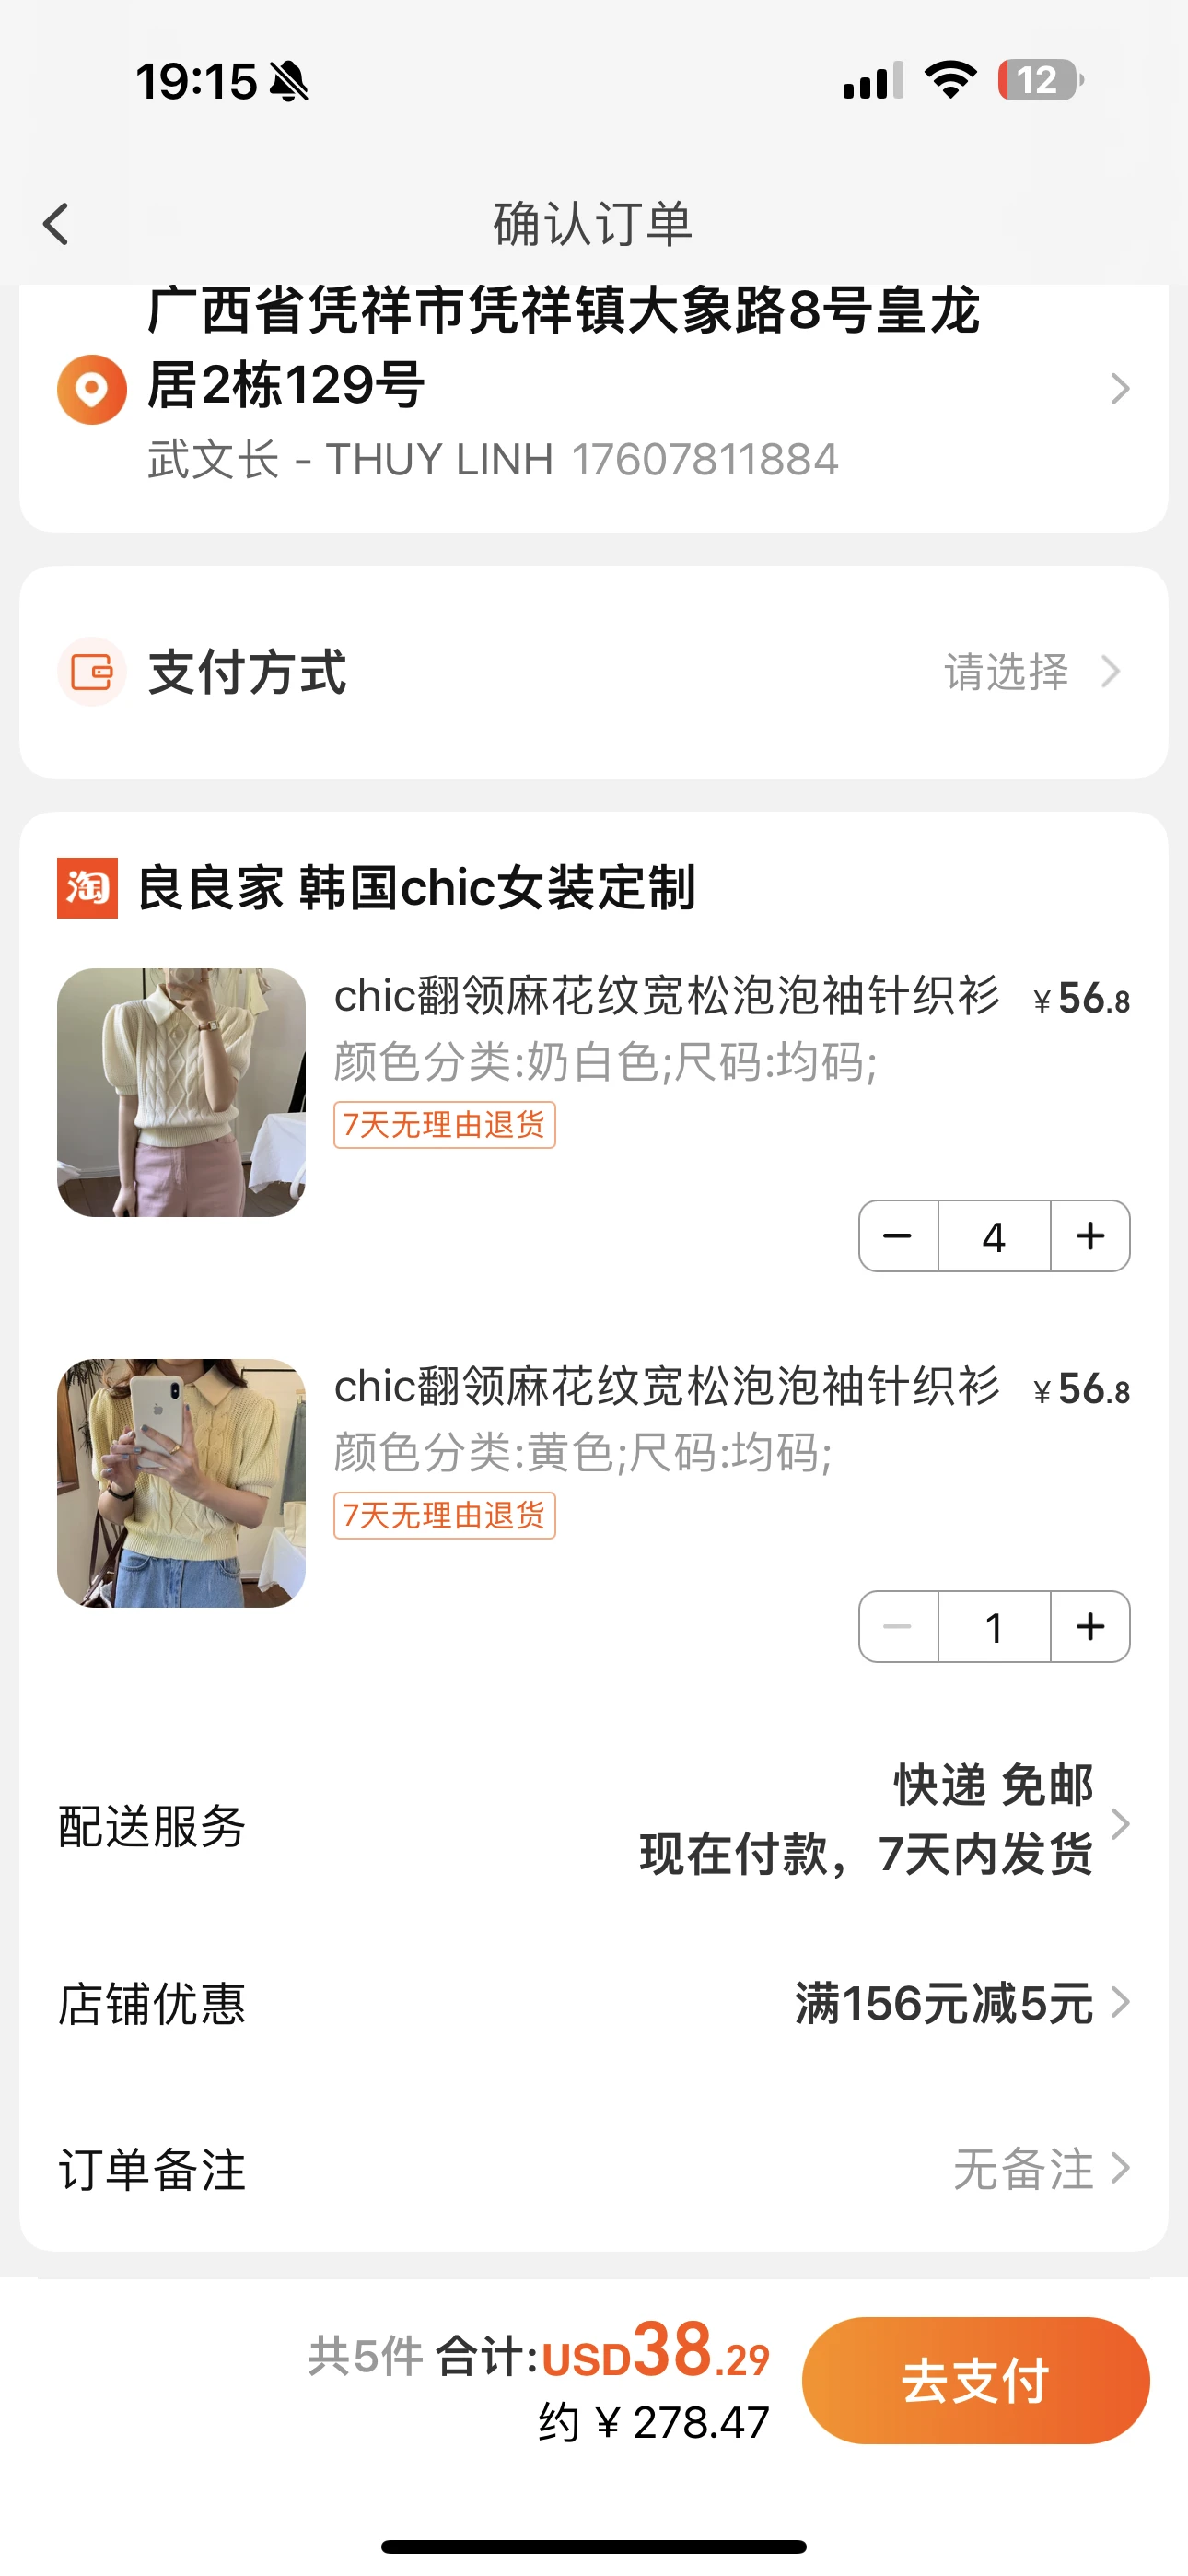 19:15
12
确认订单
广西省凭祥市凭祥镇大象路8号皇龙
居2栋129号
武文长 - THUY LINH 17607811884
支付方式
请选择
淘 良良家 韩国chic女装定制
chic翻领麻花纹宽松泡泡袖针织衫 ¥56.8
颜色分类:奶白色;尺码:均码;
7天无理由退货
4
chic翻领麻花纹宽松泡泡袖针织衫 ¥56.8
颜色分类:黄色;尺码:均码;
7天无理由退货
1
配送服务
快递 免邮
现在付款，7天内发货
店铺优惠
满156元减5元
订单备注
无备注
共5件 合计:USD38.29
约 ¥ 278.47
去支付